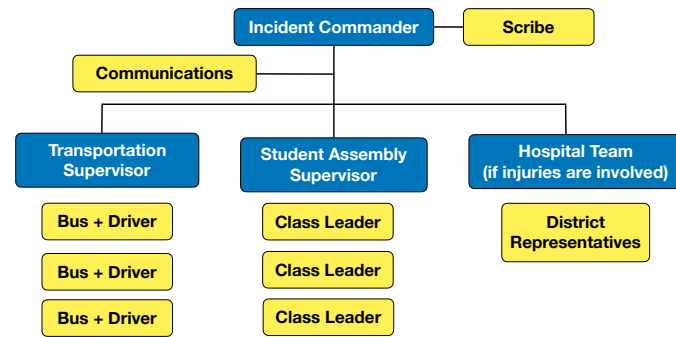 Incident Commander
Scribe
Communications
Transportation
Supervisor
Student Assembly
Supervisor
Hospital Team
(if injuries are involved)
Bus + Driver
Class Leader
District
Representatives
Bus + Driver
Class Leader
Bus + Driver
Class Leader